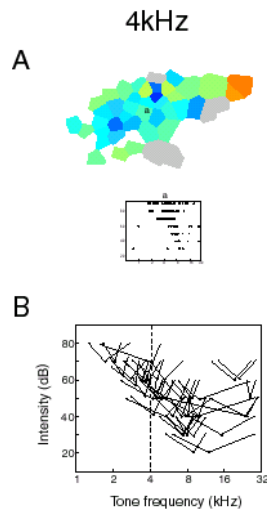 4kHz
A
a
a
B
Intensity (dB)
80
60
40
20
1 2 4 8 16 32
Tone frequency (kHz)